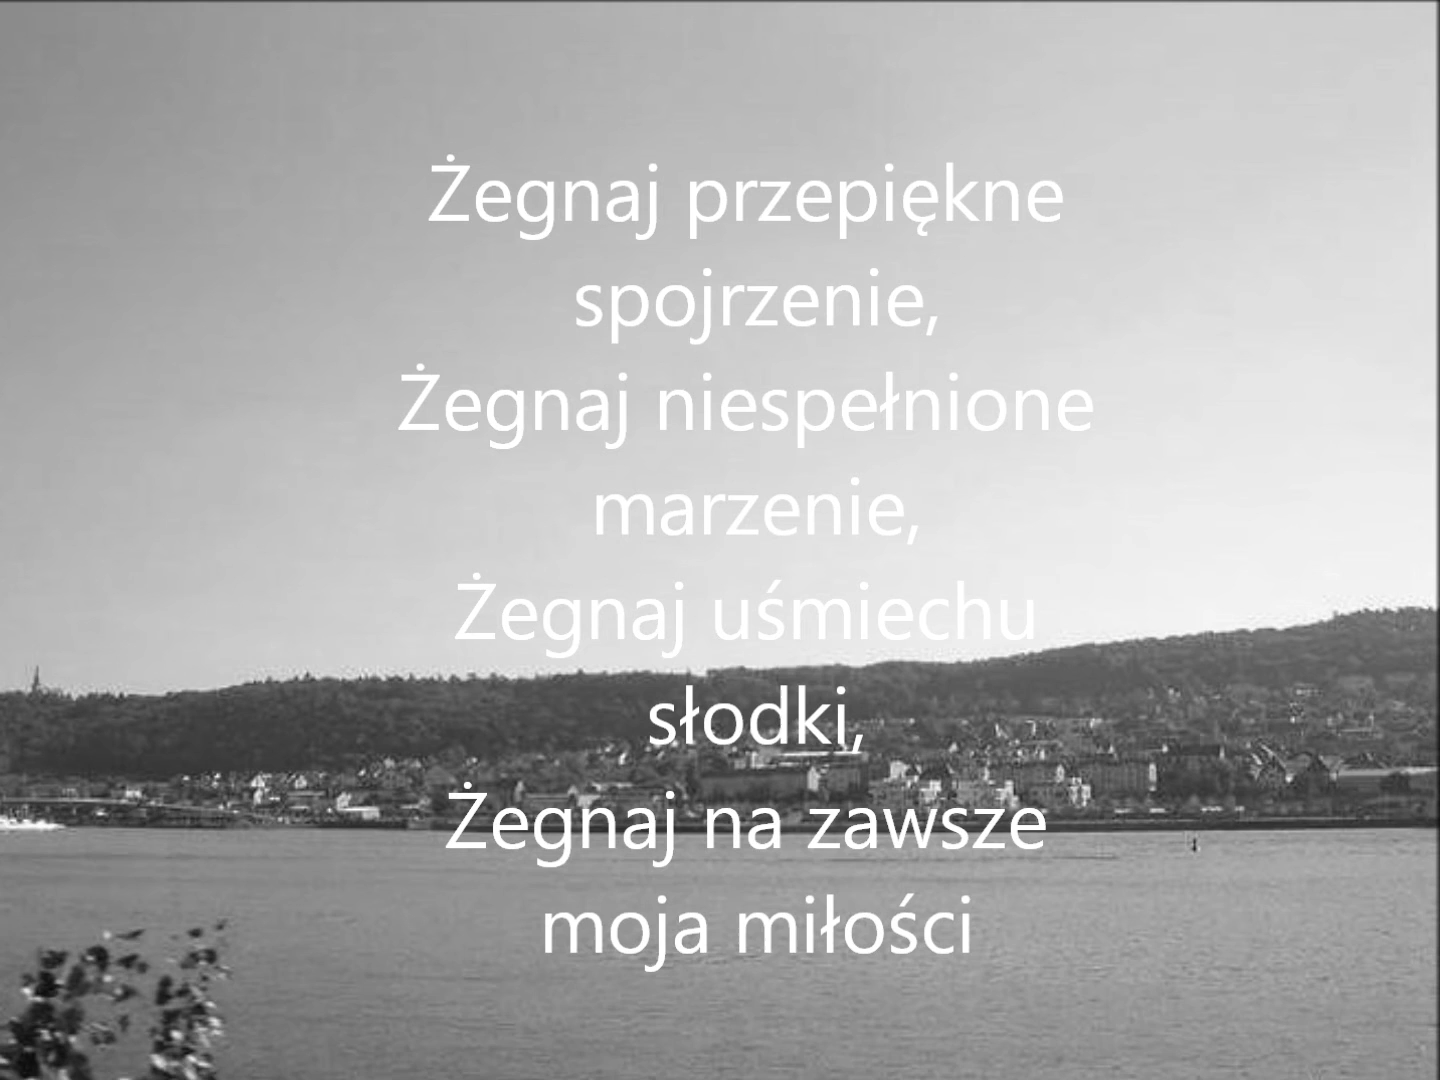 Żegnaj przepiękne
spojrzenie,
Żegnaj niespełnione
marzenie,
Żegnaj uśmiechu
słodki,
Żegnaj na zawsze
moja miłości